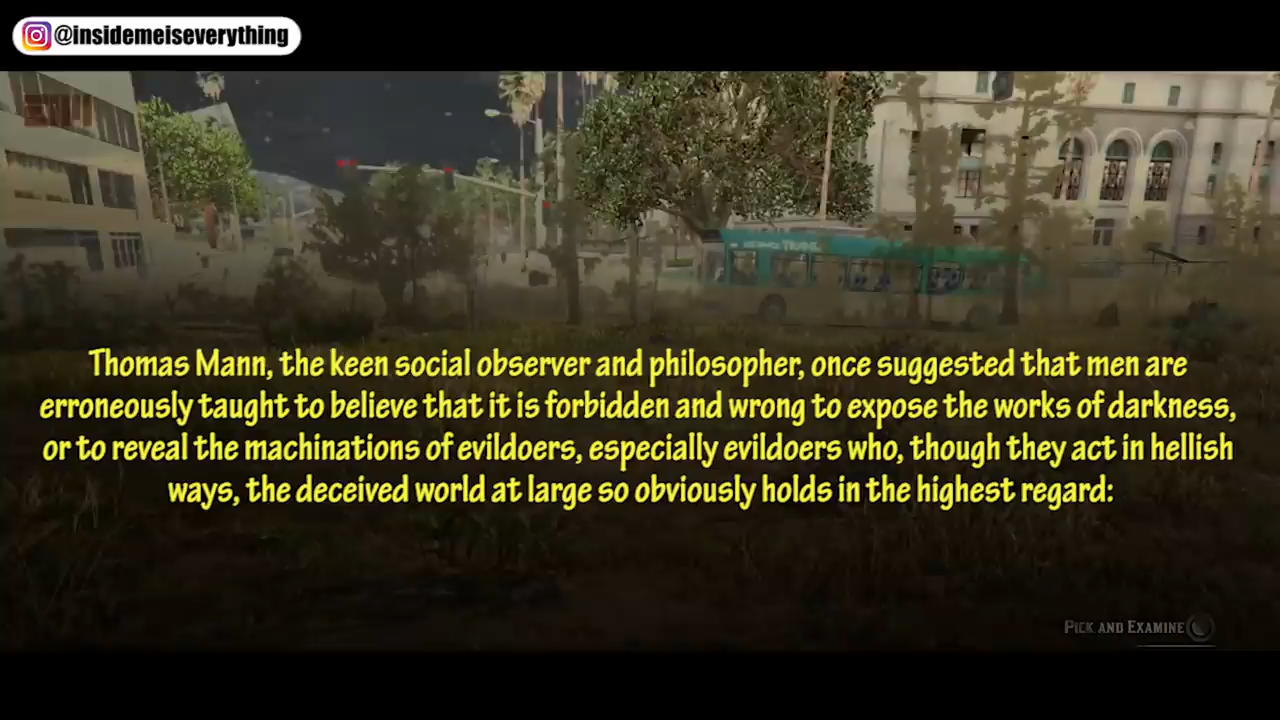 @insidemeiseverything
Thomas Mann, the keen social observer and philosopher, once suggested that men are
erroneously taught to believe that it is forbidden and wrong to expose the works of darkness,
or to reveal the machinations of evildoers, especially evildoers who, though they act in hellish
ways, the deceived world at large so obviously holds in the highest regard:
Pick and Examine